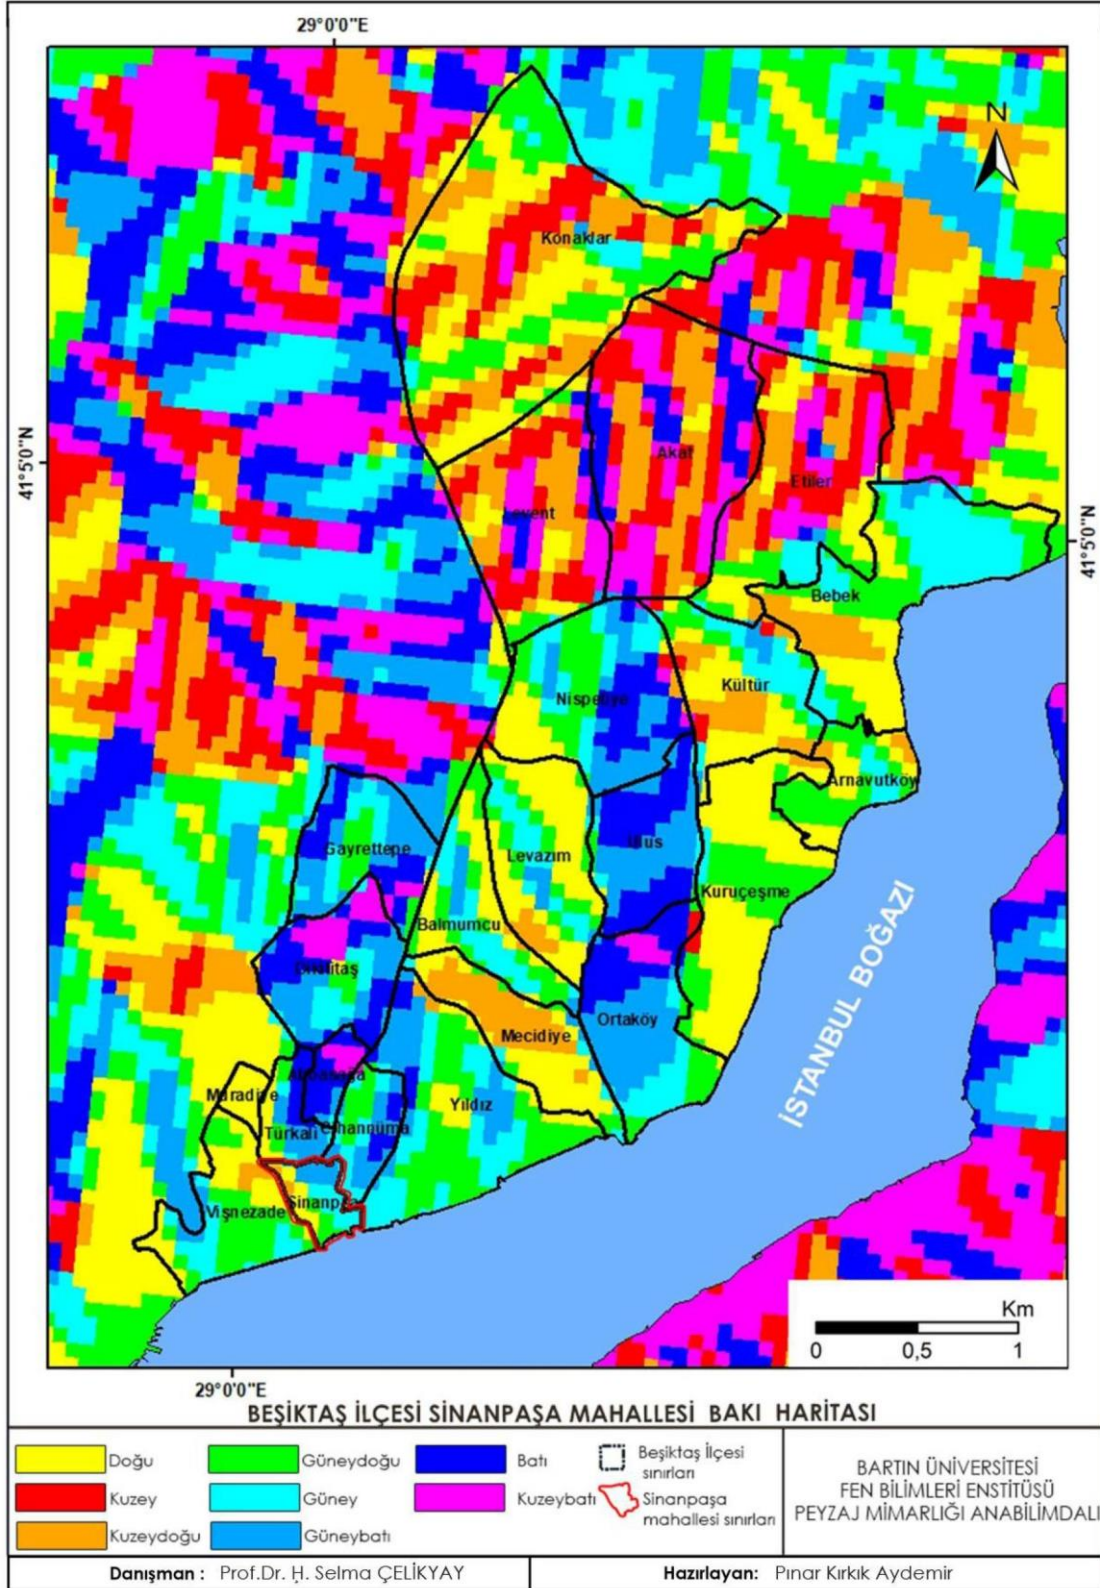 29°0'0"E
N
Konaklar
41°5'0"N
Akat
Etiler
Levent
41°5'0"N
Bebek
Kültür
Nispetiye
Arnavutköy
Gayrettepe
Levazım
Ulus
Kuruçeşme
Balmumcu
Dikilitaş
İSTANBUL BOĞAZI
Ortaköy
Mecidiye
Abbasağa
Muradiye
Yıldız
Türkali
Cihannüma
Sinanpaşa
Vişnezade
Km
0 0,5 1
29°0'0"E
BEŞİKTAŞ İLÇESİ SİNANPAŞA MAHALLESİ BAKI HARİTASI
Doğu
Kuzey
Kuzeydoğu
Güneydoğu
Güney
Güneybatı
Batı
Kuzeybatı
Beşiktaş İlçesi
sınırları
Sinanpaşa
mahallesi sınırları
BARTIN ÜNİVERSİTESİ
FEN BİLİMLERİ ENSTİTÜSÜ
PEYZAJ MİMARLIĞI ANABİLİMDALI
Danışman : Prof.Dr. H. Selma ÇELİKYAY
Hazırlayan: Pınar Kırkık Aydemir